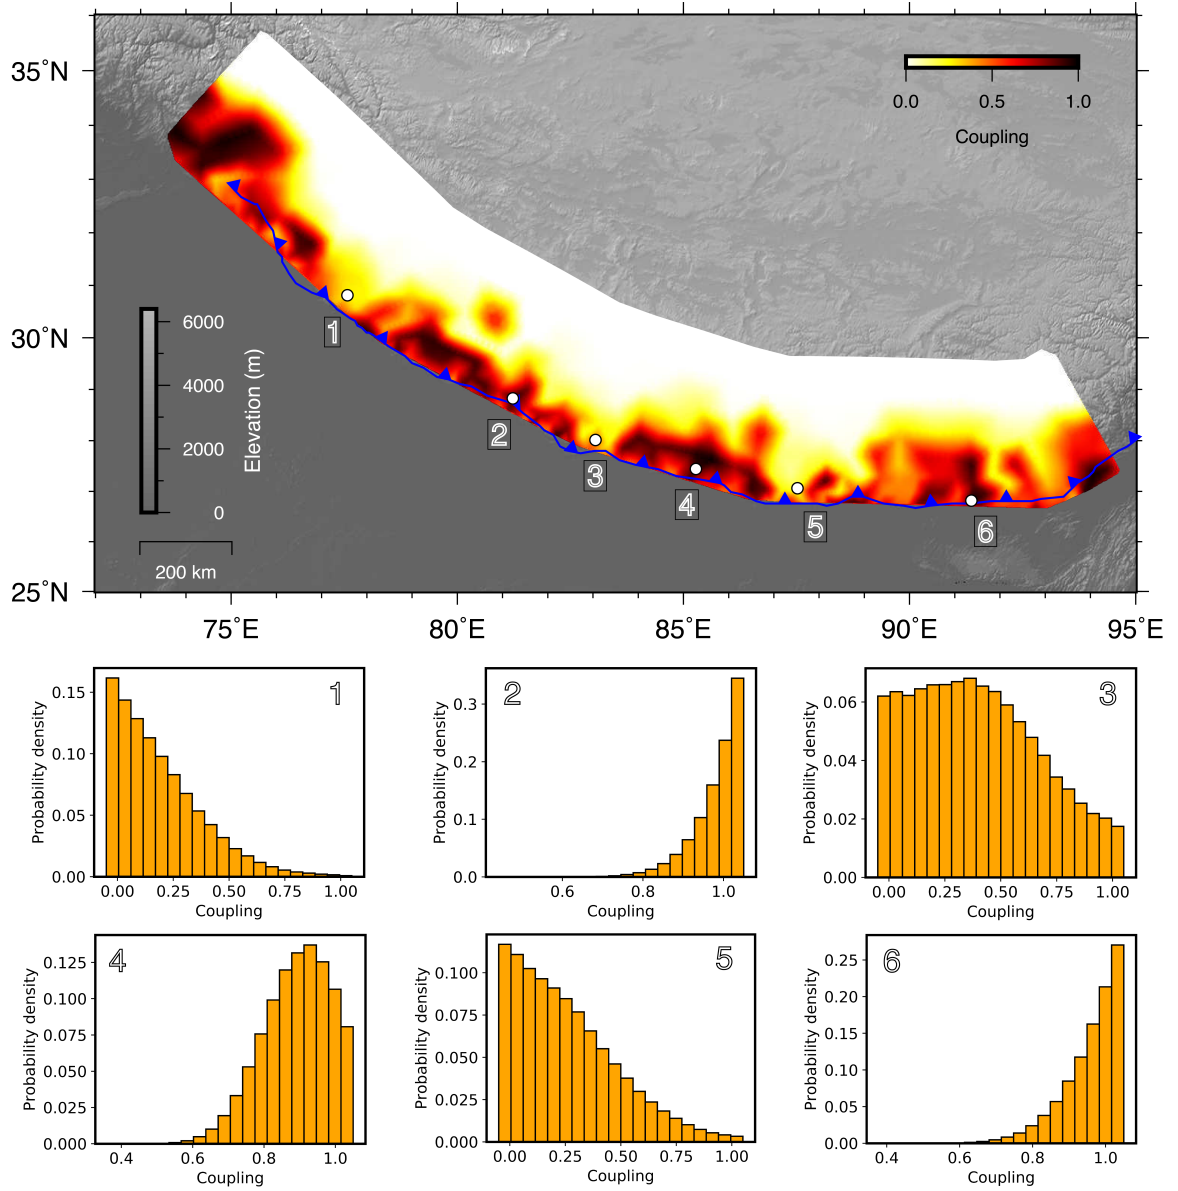 35˚N
30˚N
25˚N
0.0 0.5 1.0
Coupling
6000
4000
2000
0
Elevation (m)
200 km
1
2
3
4
5
6
75˚E 80˚E 85˚E 90˚E 95˚E
1
Probability density
0.15
0.10
0.05
0.00
0.00 0.25 0.50 0.75 1.00
Coupling
2
Probability density
0.3
0.2
0.1
0.0
0.6 0.8 1.0
Coupling
3
Probability density
0.06
0.04
0.02
0.00
0.00 0.25 0.50 0.75 1.00
Coupling
4
Probability density
0.125
0.100
0.075
0.050
0.025
0.000
0.4 0.6 0.8 1.0
Coupling
5
Probability density
0.100
0.075
0.050
0.025
0.000
0.00 0.25 0.50 0.75 1.00
Coupling
6
Probability density
0.25
0.20
0.15
0.10
0.05
0.00
0.4 0.6 0.8 1.0
Coupling